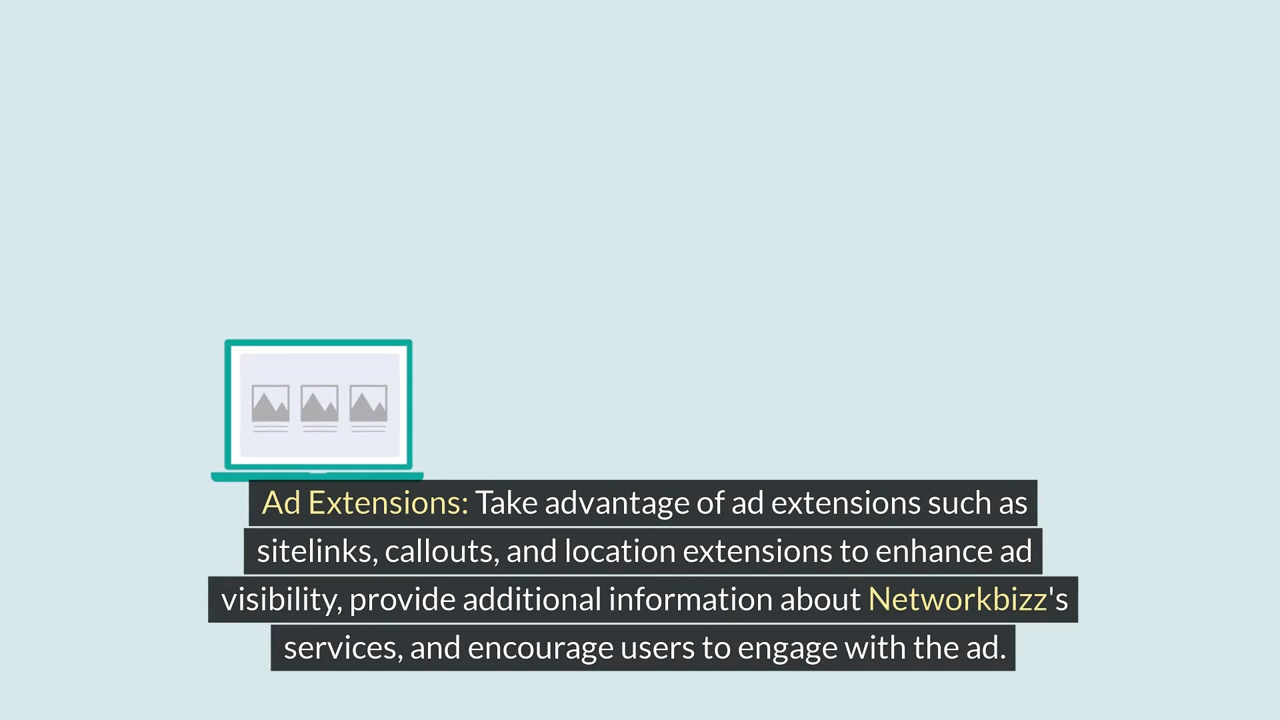 Ad Extensions: Take advantage of ad extensions such as
sitelinks, callouts, and location extensions to enhance ad
visibility, provide additional information about Networkbizz's
services, and encourage users to engage with the ad.